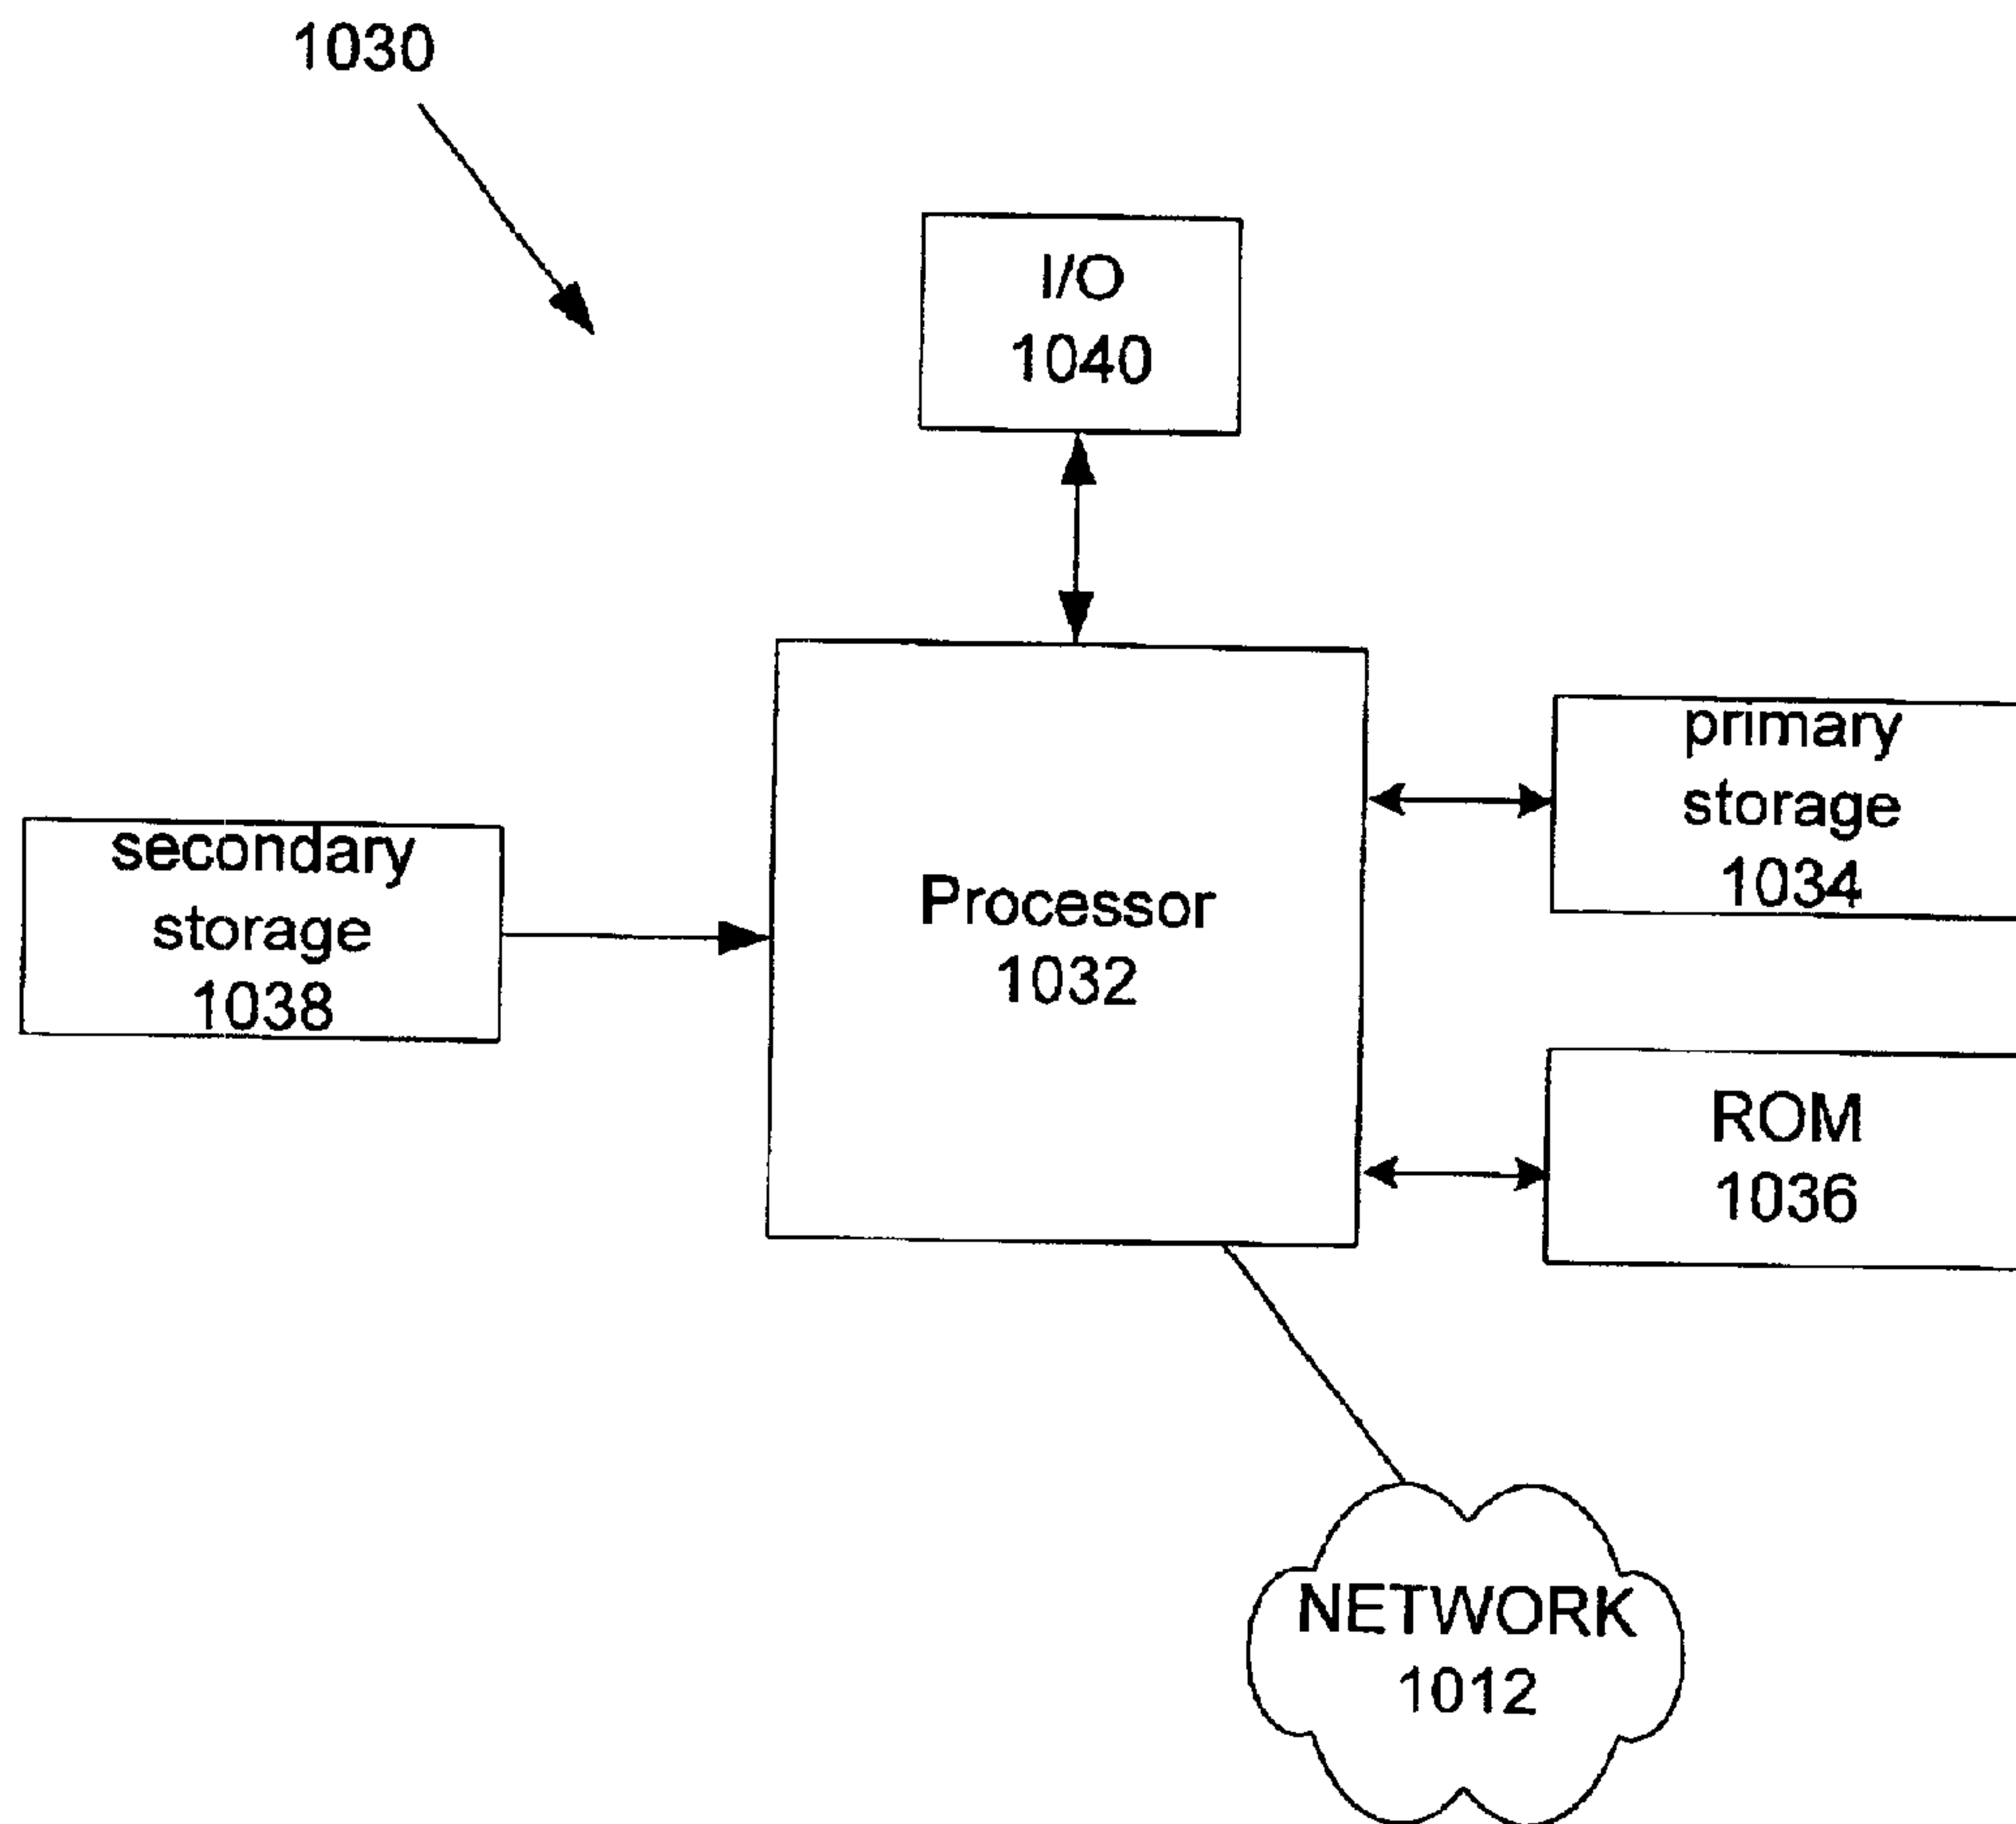 1030
I/O
1040
primary
storage
1034
secondary
storage
1038
Processor
1032
ROM
1036
NETWORK
1012